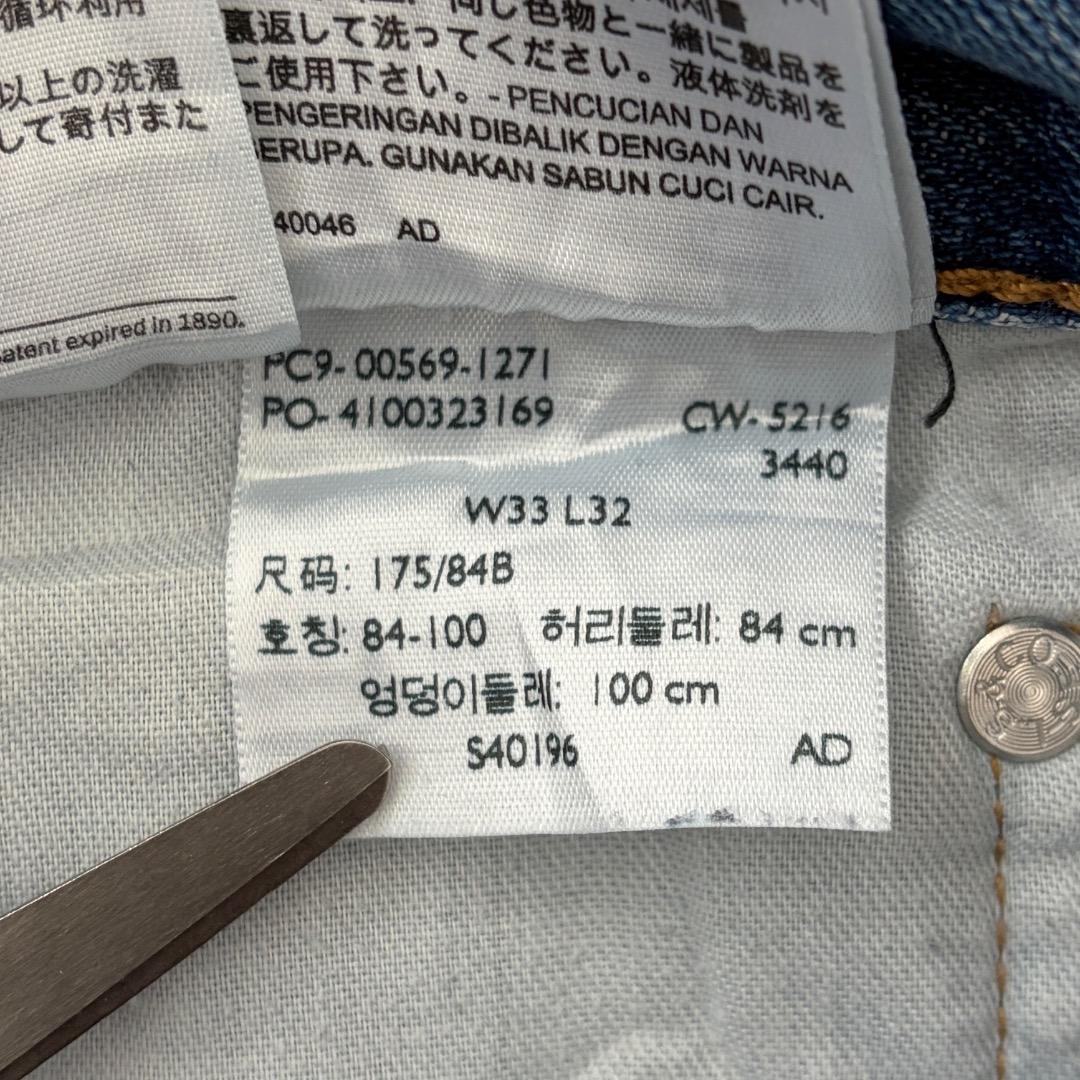 循环利用
以上の洗濯
して寄付また
patent expired in 1890.
同じ色物と一緒に製品を
裏返して洗ってください。液体洗剤を
ご使用下さい。- PENCUCIAN DAN
PENGERINGAN DIBALIK DENGAN WARNA
SERUPA. GUNAKAN SABUN CUCI CAIR.
40046 AD
PC9- 00569-1271
PO- 4100323169 CW- 5216
3440
W33 L32
尺码: 175/84B
호칭: 84-100 허리둘레: 84 cm
엉덩이둘레: 100 cm
S40196 AD